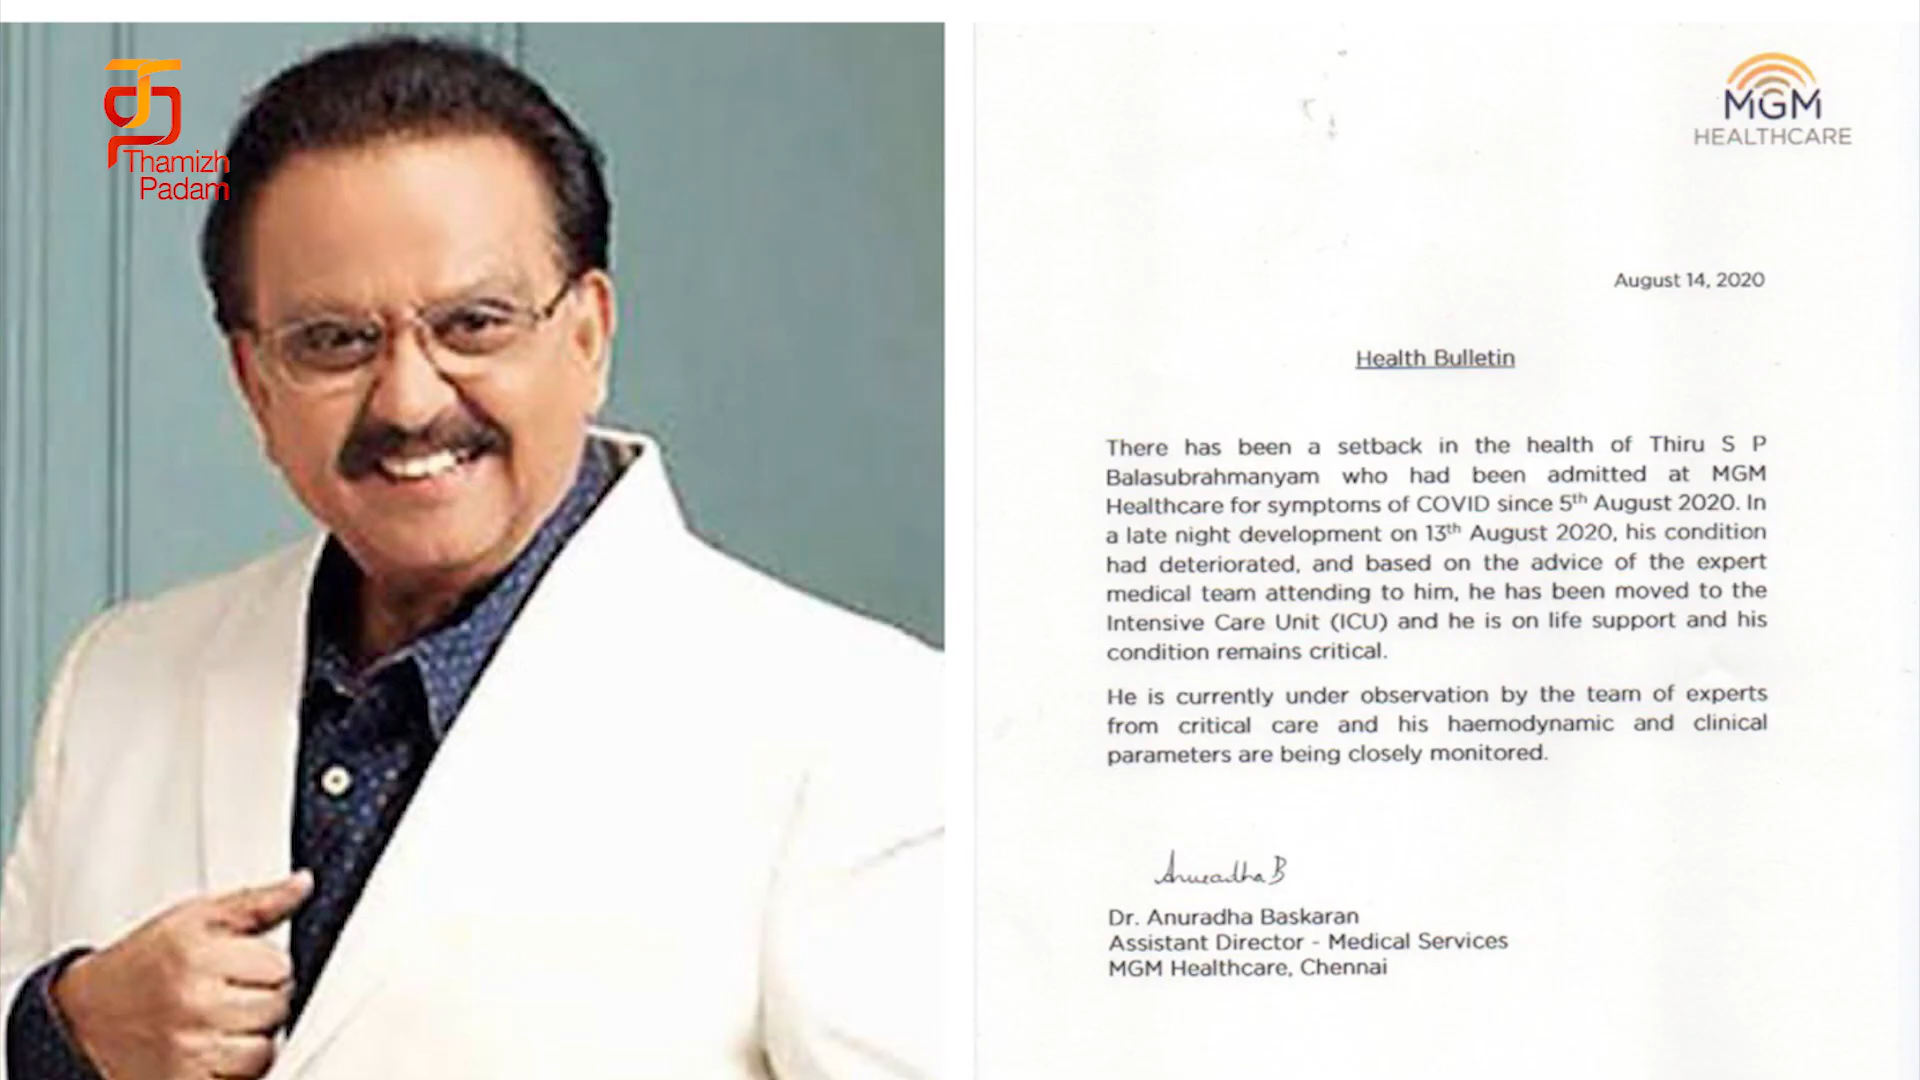 Thamizh
Padam
MGM
HEALTHCARE
August 14, 2020
Health Bulletin
There has been a setback in the health of Thiru S P
Balasubrahmanyam who had been admitted at MGM
Healthcare for symptoms of COVID since 5th August 2020. In
a late night development on 13th August 2020, his condition
had deteriorated, and based on the advice of the expert
medical team attending to him, he has been moved to the
Intensive Care Unit (ICU) and he is on life support and his
condition remains critical.
He is currently under observation by the team of experts
from critical care and his haemodynamic and clinical
parameters are being closely monitored.
Anuradha B
Dr. Anuradha Baskaran
Assistant Director - Medical Services
MGM Healthcare, Chennai